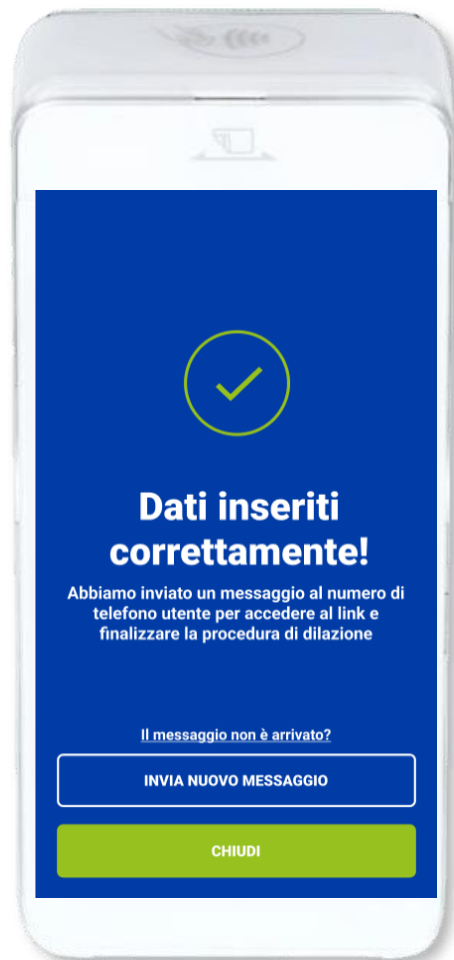 Dati inseriti
correttamente!
Abbiamo inviato un messaggio al numero di
telefono utente per accedere al link e
finalizzare la procedura di dilazione
Il messaggio non è arrivato?
INVIA NUOVO MESSAGGIO
CHIUDI